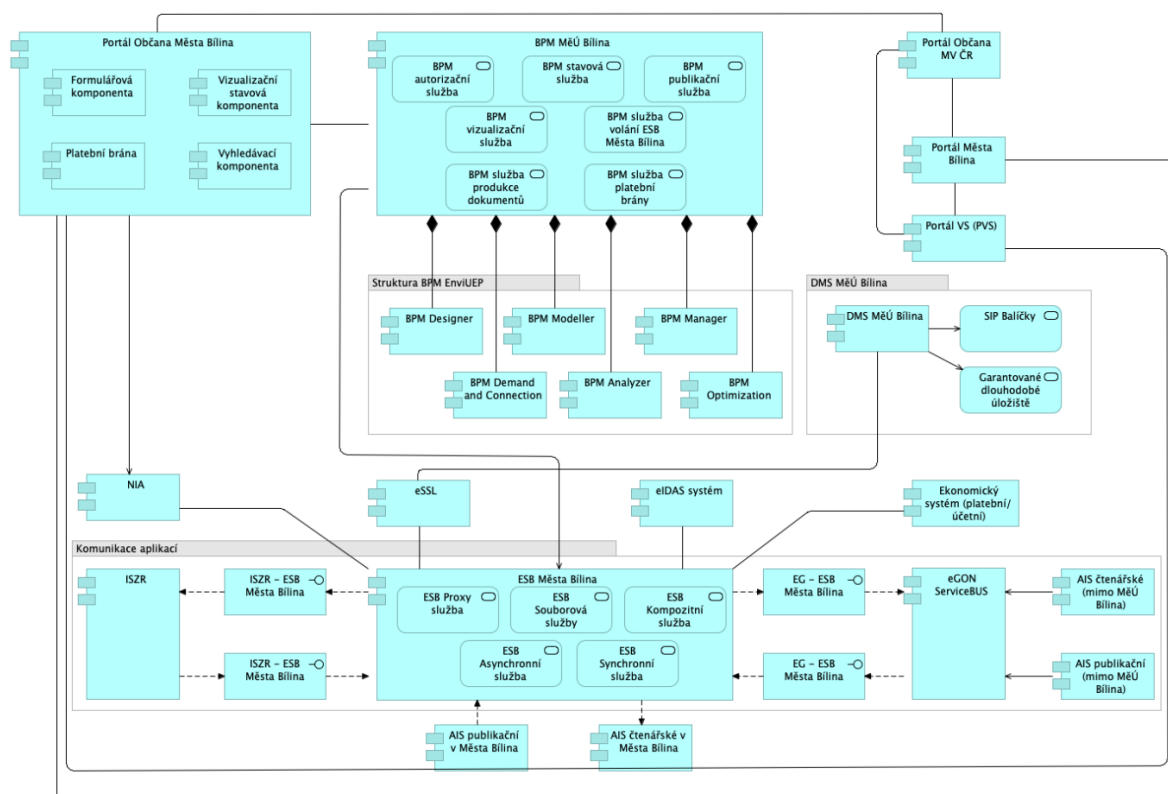 Portál Občana Města Bílina
Formulářová
komponenta
Vizualizační
stavová
komponenta
Platební brána
Vyhledávací
komponenta
BPM MěÚ Bílina
BPM
autorizační
služba
BPM stavová
služba
BPM
publikační
služba
BPM
vizualizační
služba
BPM služba
volání ESB
Města Bílina
BPM služba
produkce
dokumentů
BPM služba
platební
brány
Portál Občana
MV ČR
Portál Města
Bílina
Portál VS (PVS)
Struktura BPM EnviUEP
BPM Designer
BPM Modeller
BPM Manager
BPM Demand
and Connection
BPM Analyzer
BPM
Optimization
DMS MěÚ Bílina
DMS MěÚ Bílina
SIP Balíčky
Garantované
dlouhodobé
úložiště
NIA
eSSL
eIDAS systém
Ekonomický
systém (platební/
účetní)
Komunikace aplikací
ISZR
ISZR - ESB
Města Bílina
ISZR - ESB
Města Bílina
ESB Města Bílina
ESB Proxy
služba
ESB
Souborová
služby
ESB
Kompozitní
služba
ESB
Asynchronní
služba
ESB
Synchronní
služba
EG - ESB
Města Bílina
EG - ESB
Města Bílina
eGON
ServiceBUS
AIS čtenářské
(mimo MěÚ
Bílina)
AIS publikační
(mimo MěÚ
Bílina)
AIS publikační
v Města Bílina
AIS čtenářské v
Města Bílina